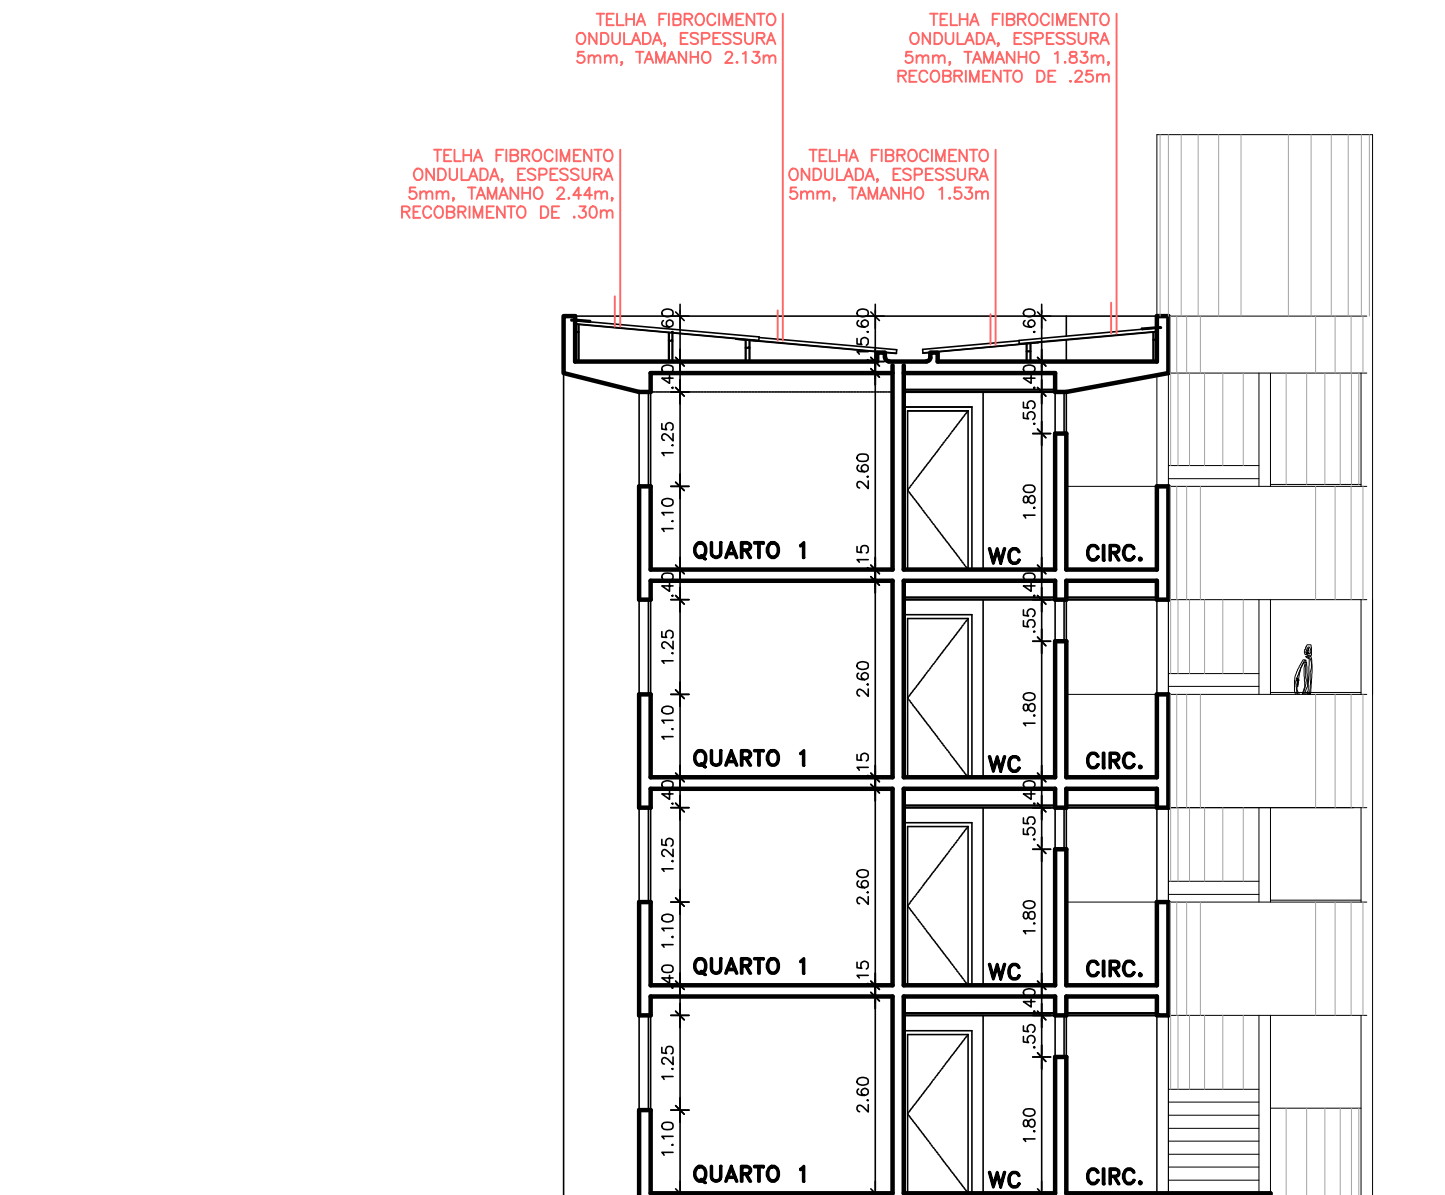 TELHA FIBROCIMENTO
ONDULADA, ESPESSURA
5mm, TAMANHO 2.13m
TELHA FIBROCIMENTO
ONDULADA, ESPESSURA
5mm, TAMANHO 1.83m,
RECOBRIMENTO DE .25m
TELHA FIBROCIMENTO
ONDULADA, ESPESSURA
5mm, TAMANHO 2.44m,
RECOBRIMENTO DE .30m
TELHA FIBROCIMENTO
ONDULADA, ESPESSURA
5mm, TAMANHO 1.53m
.60
.60
.60
.15
.40
.40
1.25
2.60
.55
1.10
1.80
QUARTO 1
.15
WC
CIRC.
.40
.40
1.25
2.60
.55
1.10
1.80
QUARTO 1
.15
WC
CIRC.
.40
.40
1.25
2.60
.55
1.10
1.80
QUARTO 1
.15
WC
CIRC.
.40
.40
1.25
2.60
.55
1.10
1.80
QUARTO 1
WC
CIRC.